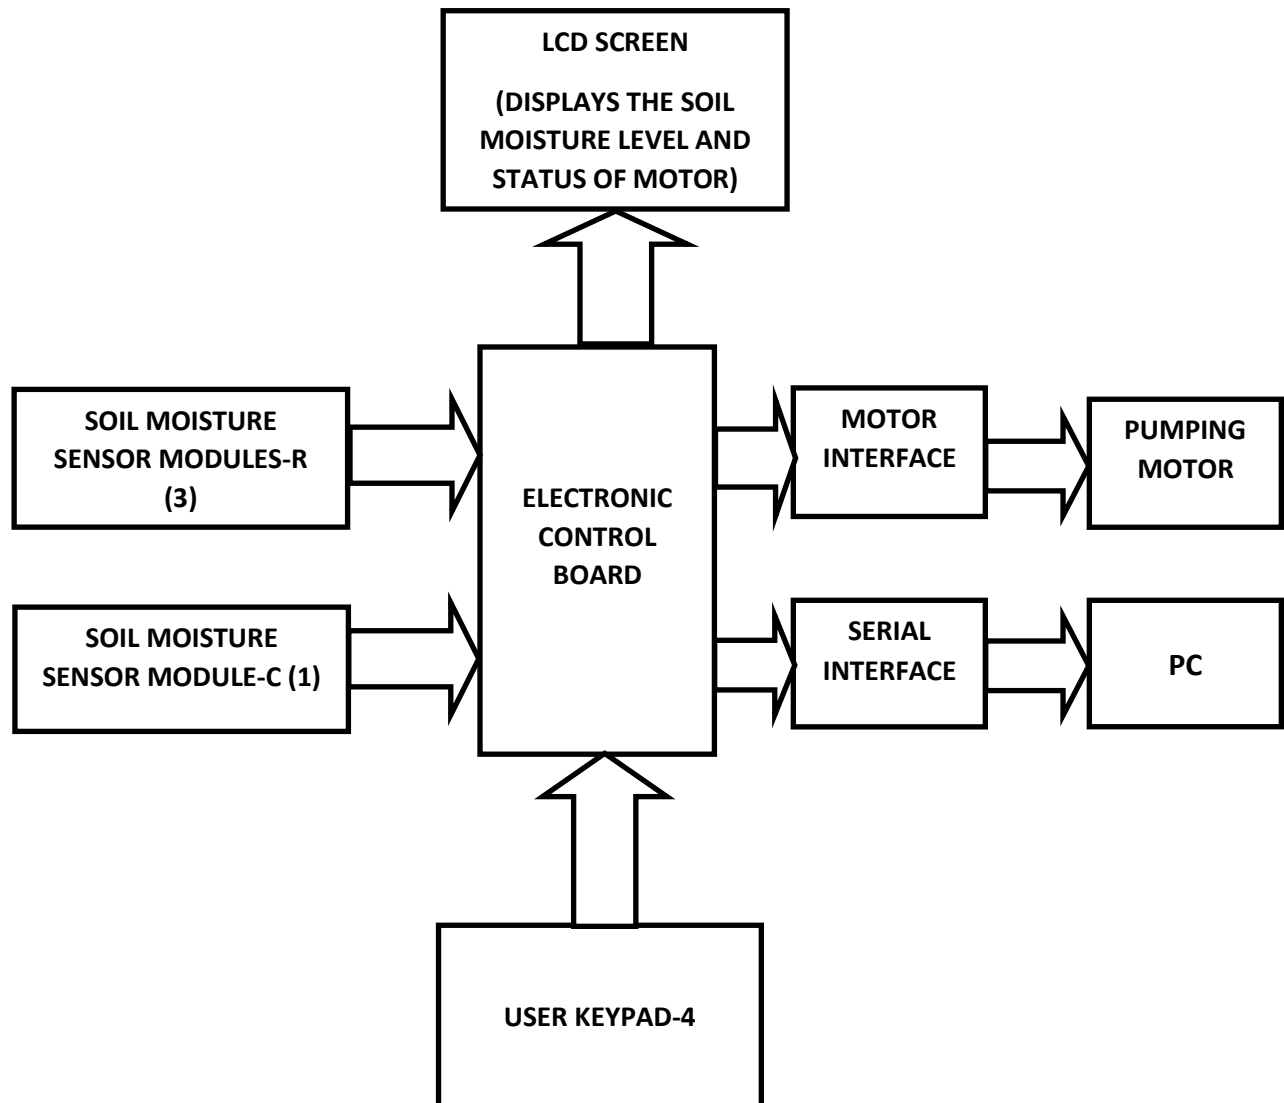 LCD SCREEN
(DISPLAYS THE SOIL
MOISTURE LEVEL AND
STATUS OF MOTOR)
SOIL MOISTURE
SENSOR MODULES-R
(3)
SOIL MOISTURE
SENSOR MODULE-C (1)
ELECTRONIC
CONTROL
BOARD
MOTOR
INTERFACE
PUMPING
MOTOR
SERIAL
INTERFACE
PC
USER KEYPAD-4